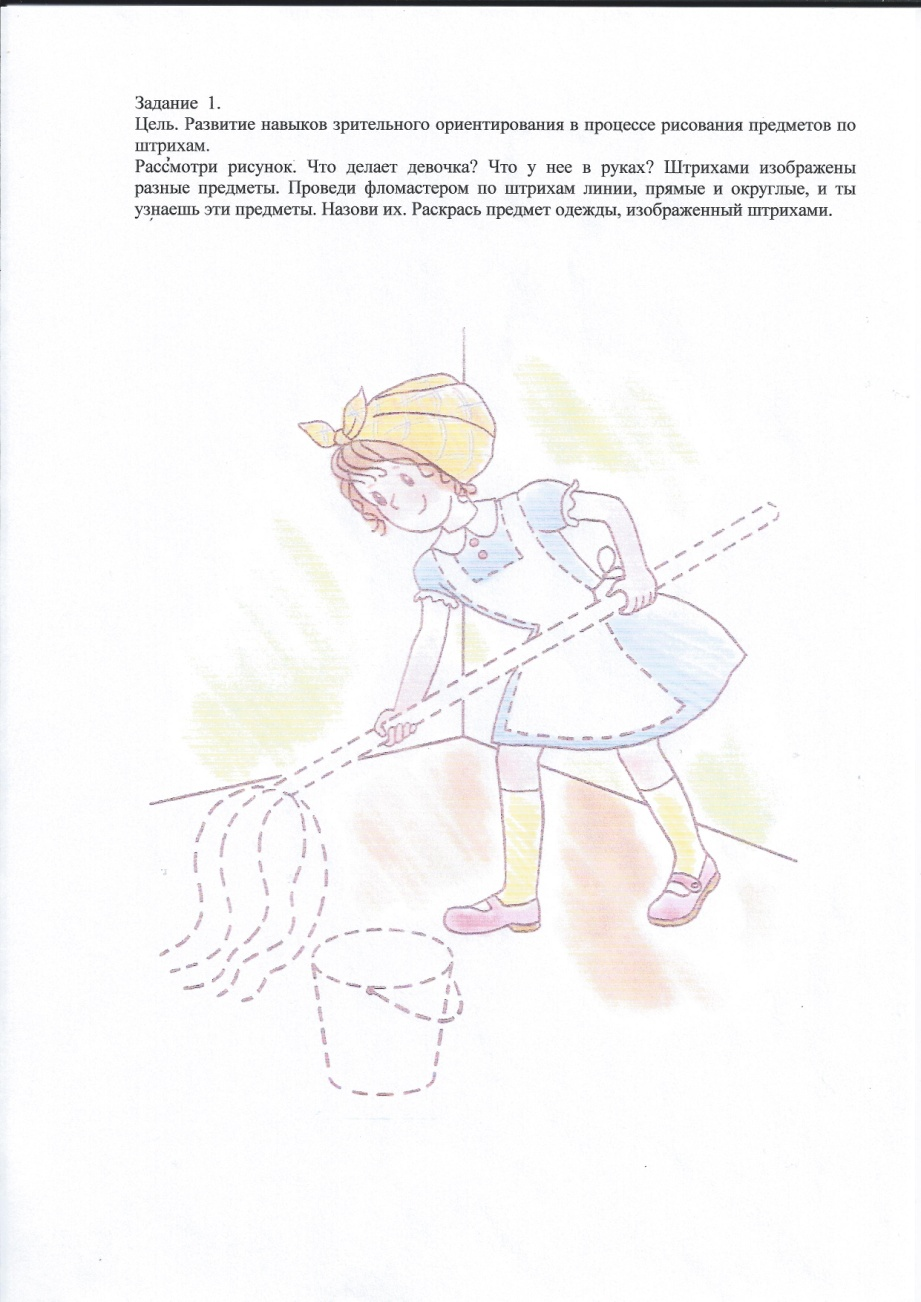 Задание 1.
Цель. Развитие навыков зрительного ориентирования в процессе рисования предметов по
штрихам.
Рассмотри рисунок. Что делает девочка? Что у нее в руках? Штрихами изображены
разные предметы. Проведи фломастером по штрихам линии, прямые и округлые, и ты
узнаешь эти предметы. Назови их. Раскрась предмет одежды, изображенный штрихами.